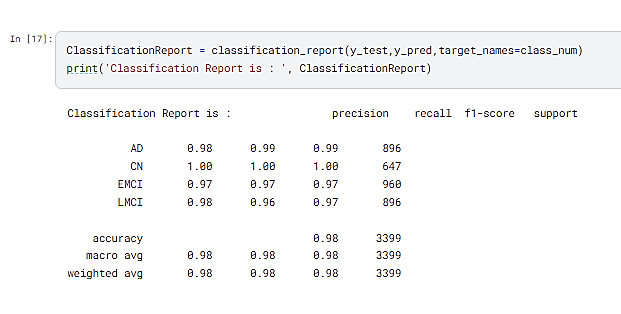 In [17]:
ClassificationReport = classification_report(y_test,y_pred,target_names=class_num)
print('Classification Report is : ', ClassificationReport)
Classification Report is :                precision    recall  f1-score   support
AD       0.98      0.99      0.99       896
CN       1.00      1.00      1.00       647
EMCI       0.97      0.97      0.97       960
LMCI       0.98      0.96      0.97       896
accuracy                           0.98      3399
macro avg       0.98      0.98      0.98      3399
weighted avg       0.98      0.98      0.98      3399